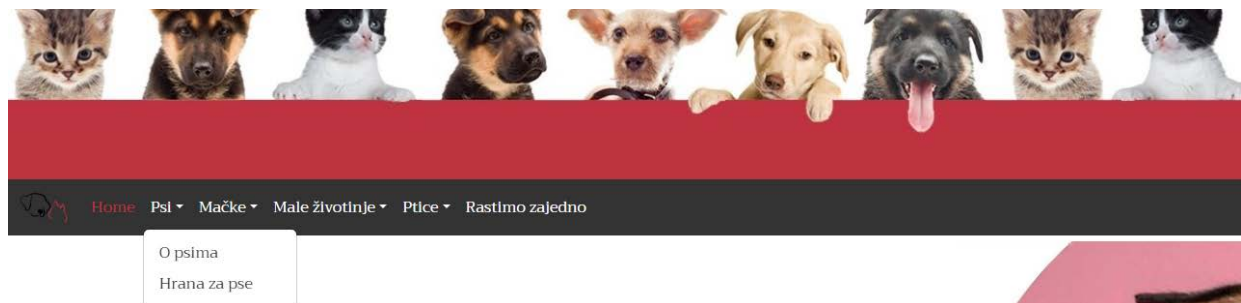 Home Psi Mačke Male životinje Ptice Rastimo zajedno
O psima
Hrana za pse